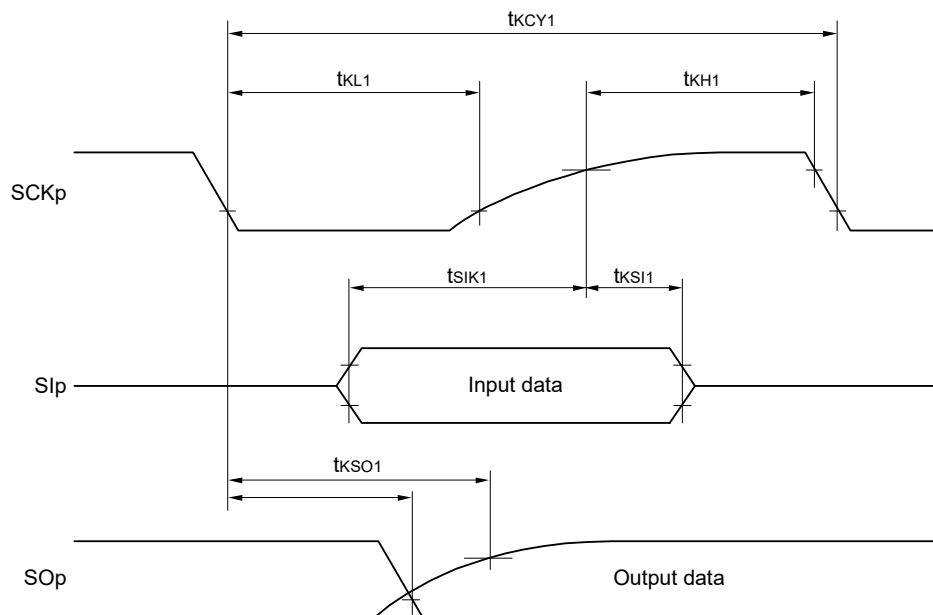 tKCY1
tKL1
tKH1
SCKp
tSIK1
tKSI1
SIp
Input data
tKSO1
SOp
Output data